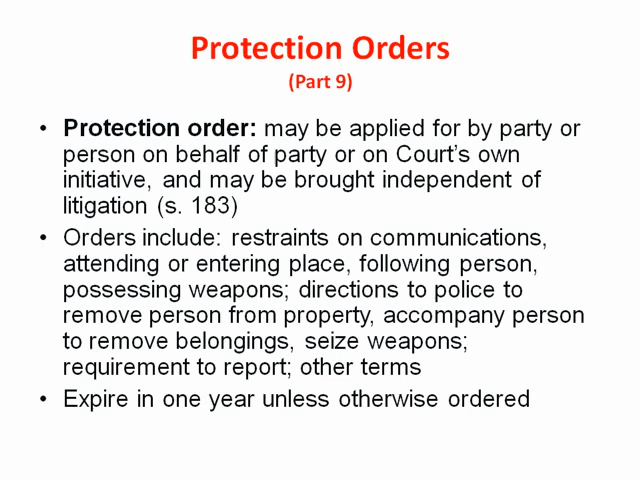 Protection Orders
(Part 9)
• Protection order: may be applied for by party or
person on behalf of party or on Court's own
initiative, and may be brought independent of
litigation (s. 183)
• Orders include: restraints on communications,
attending or entering place, following person,
possessing weapons; directions to police to
remove person from property, accompany person
to remove belongings, seize weapons;
requirement to report; other terms
• Expire in one year unless otherwise ordered